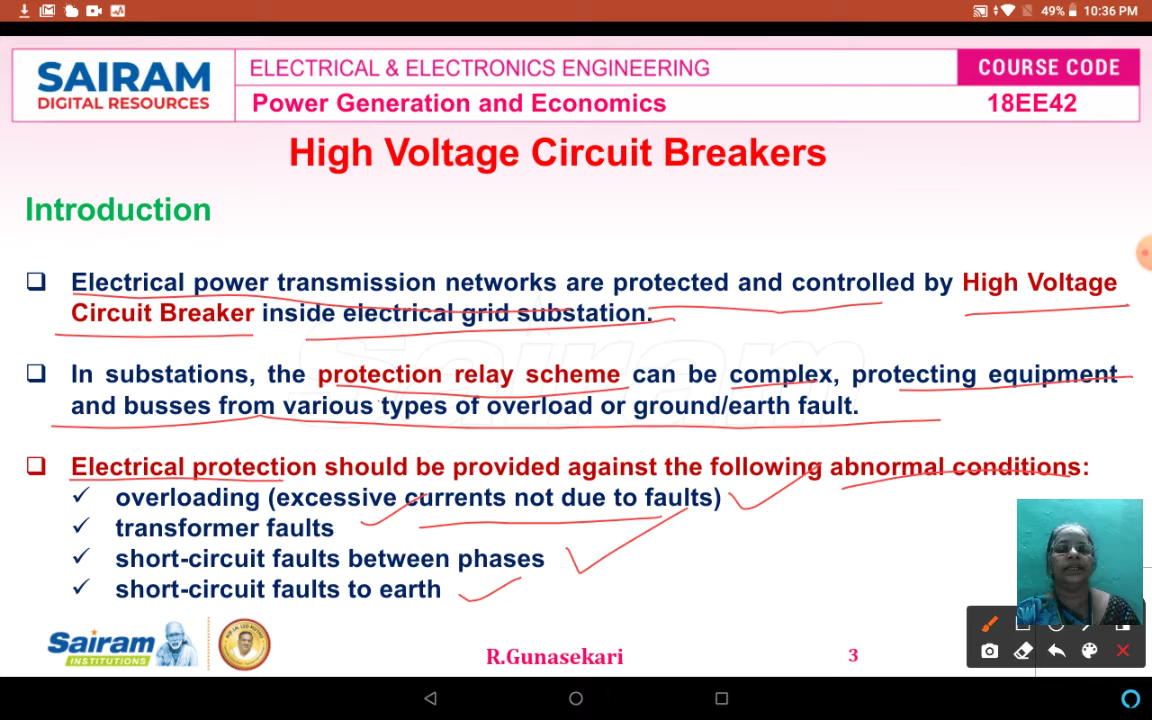 49% 10:36 PM
SAIRAM
DIGITAL RESOURCES
ELECTRICAL & ELECTRONICS ENGINEERING
COURSE CODE
Power Generation and Economics
18EE42
High Voltage Circuit Breakers
Introduction
Electrical power transmission networks are protected and controlled by High Voltage
Circuit Breaker inside electrical grid substation.
Sairam
In substations, the protection relay scheme can be complex, protecting equipment
and busses from various types of overload or ground/earth fault.
Electrical protection should be provided against the following abnormal conditions:
overloading (excessive currents not due to faults)
transformer faults
short-circuit faults between phases
short-circuit faults to earth
Sairam
INSTITUTIONS
R.Gunasekari
3